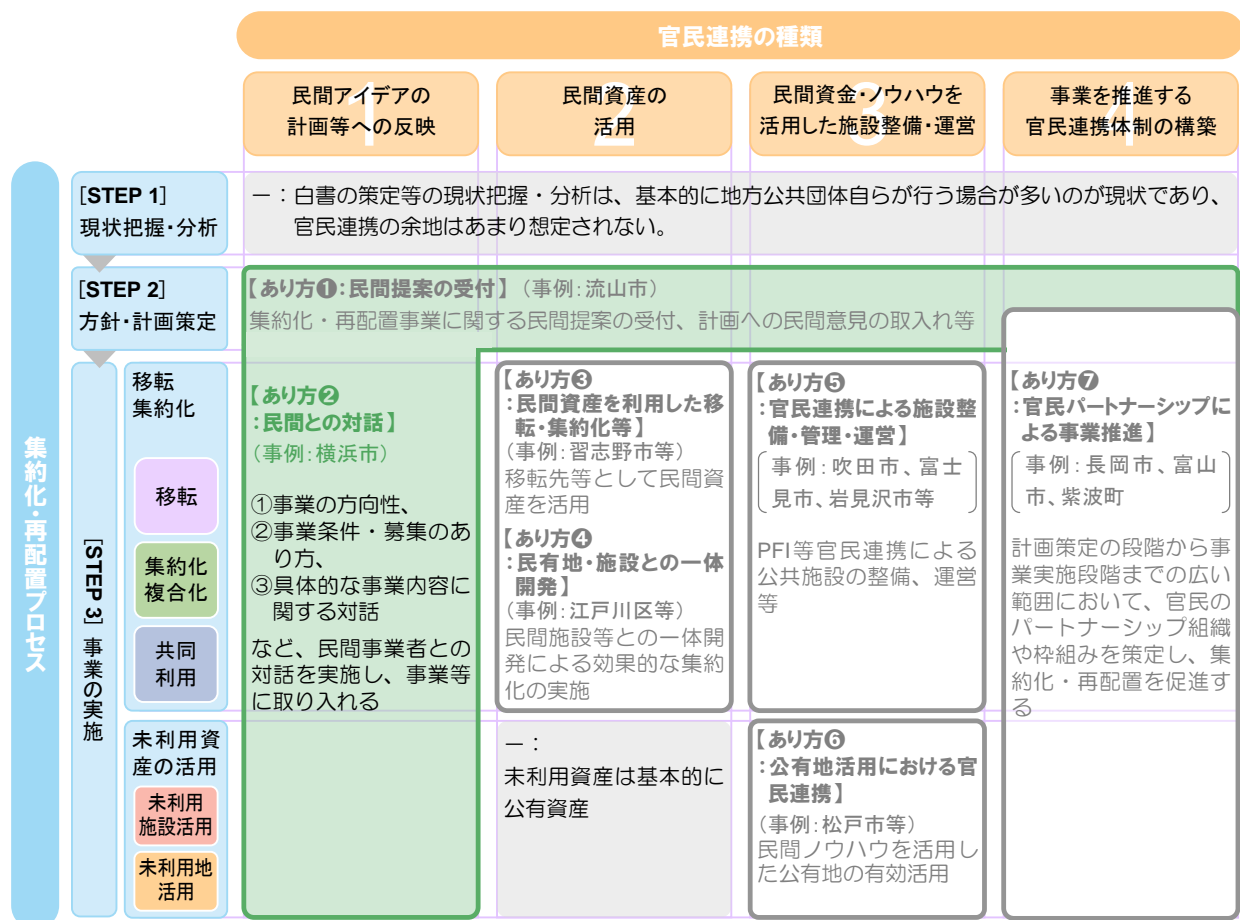 官民連携の種類
1
民間アイデアの
計画等への反映
2
民間資産の
活用
3
民間資金・ノウハウを
活用した施設整備・運営
4
事業を推進する
官民連携体制の構築
集約化・再配置プロセス
[STEP 1]
現状把握・分析
－：白書の策定等の現状把握・分析は、基本的に地方公共団体自らが行う場合が多いのが現状であり、
官民連携の余地はあまり想定されない。
[STEP 2]
方針・計画策定
【あり方❶：民間提案の受付】（事例：流山市）
集約化・再配置事業に関する民間提案の受付、計画への民間意見の取入れ等
[STEP 3] 事業の実施
移転
集約化
移転
集約化
複合化
共同
利用
【あり方❷
：民間との対話】
（事例：横浜市）
①事業の方向性、
②事業条件・募集のあ
り方、
③具体的な事業内容に
関する対話
など、民間事業者との
対話を実施し、事業等
に取り入れる
【あり方❸
：民間資産を利用した移
転・集約化等】
（事例：習志野市等）
移転先等として民間資
産を活用
【あり方❹
：民有地・施設との一体
開発】
（事例：江戸川区等）
民間施設等との一体開
発による効果的な集約
化の実施
【あり方❺
：官民連携による施設整
備・管理・運営】
（事例：吹田市、富士
見市、岩見沢市等）
PFI等官民連携による
公共施設の整備、運営
等
【あり方❼
：官民パートナーシップに
よる事業推進】
（事例：長岡市、富山
市、紫波町）
計画策定の段階から事
業実施段階までの広い
範囲において、官民の
パートナーシップ組織
や枠組みを策定し、集
約化・再配置を促進す
る
未利用資
産の活用
未利用
施設活用
未利用地
活用
－：
未利用資産は基本的に
公有資産
【あり方❻
：公有地活用における官
民連携】
（事例：松戸市等）
民間ノウハウを活用し
た公有地の有効活用